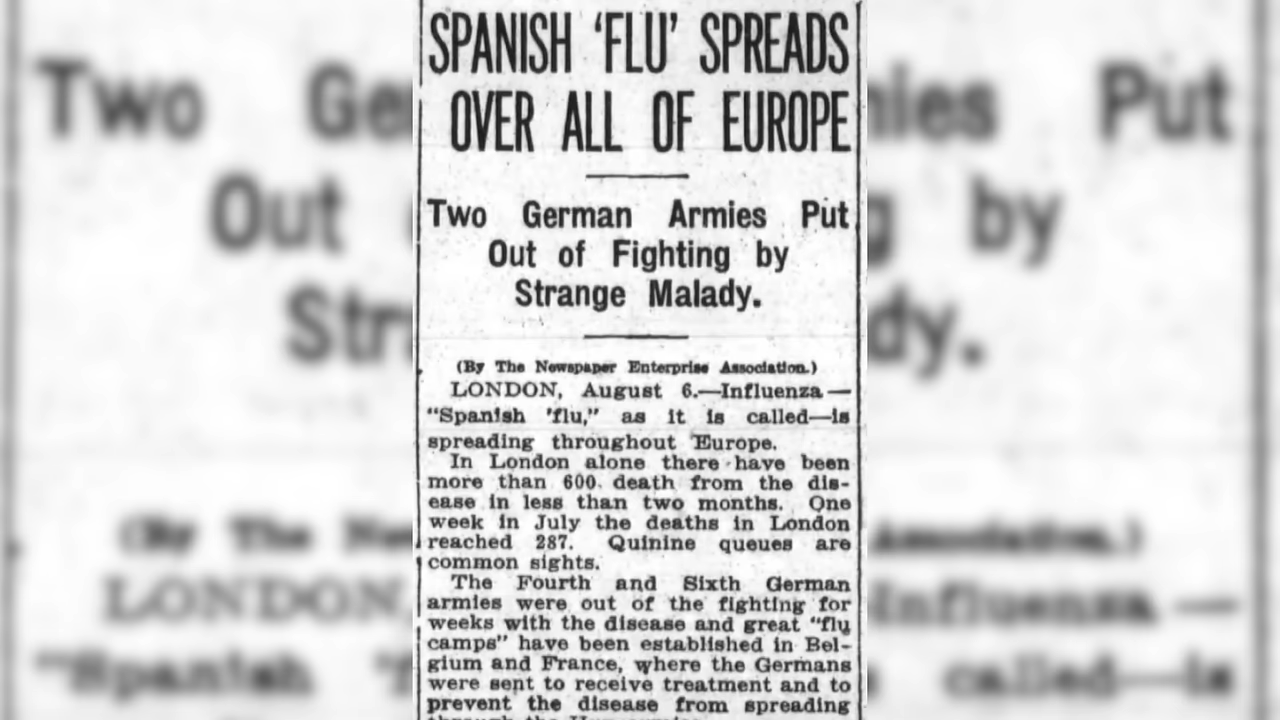 SPANISH 'FLU' SPREADS
OVER ALL OF EUROPE
Two German Armies Put
Out of Fighting by
Strange Malady.
(By The Newspaper Enterprise Association.)
LONDON, August 6.—Influenza—
"Spanish 'flu," as it is called—is
spreading throughout Europe.
In London alone there have been
more than 600 death from the dis-
ease in less than two months. One
week in July the deaths in London
reached 287. Quinine queues are
common sights.
The Fourth and Sixth German
armies were out of the fighting for
weeks with the disease and great "flu
camps" have been established in Bel-
gium and France, where the Germans
were sent to receive treatment and to
prevent the disease from spreading